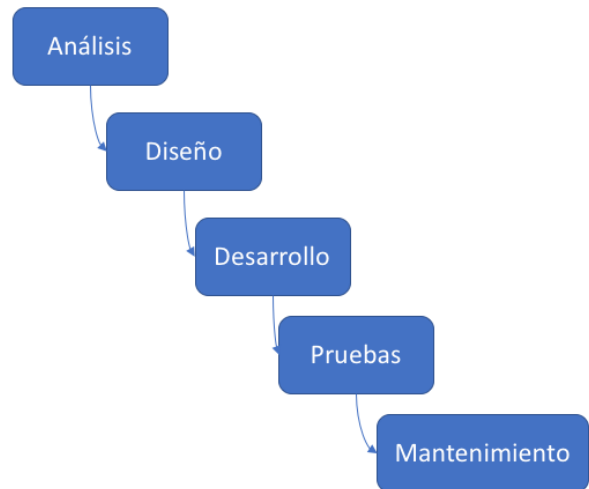 Análisis
Diseño
Desarrollo
Pruebas
Mantenimiento